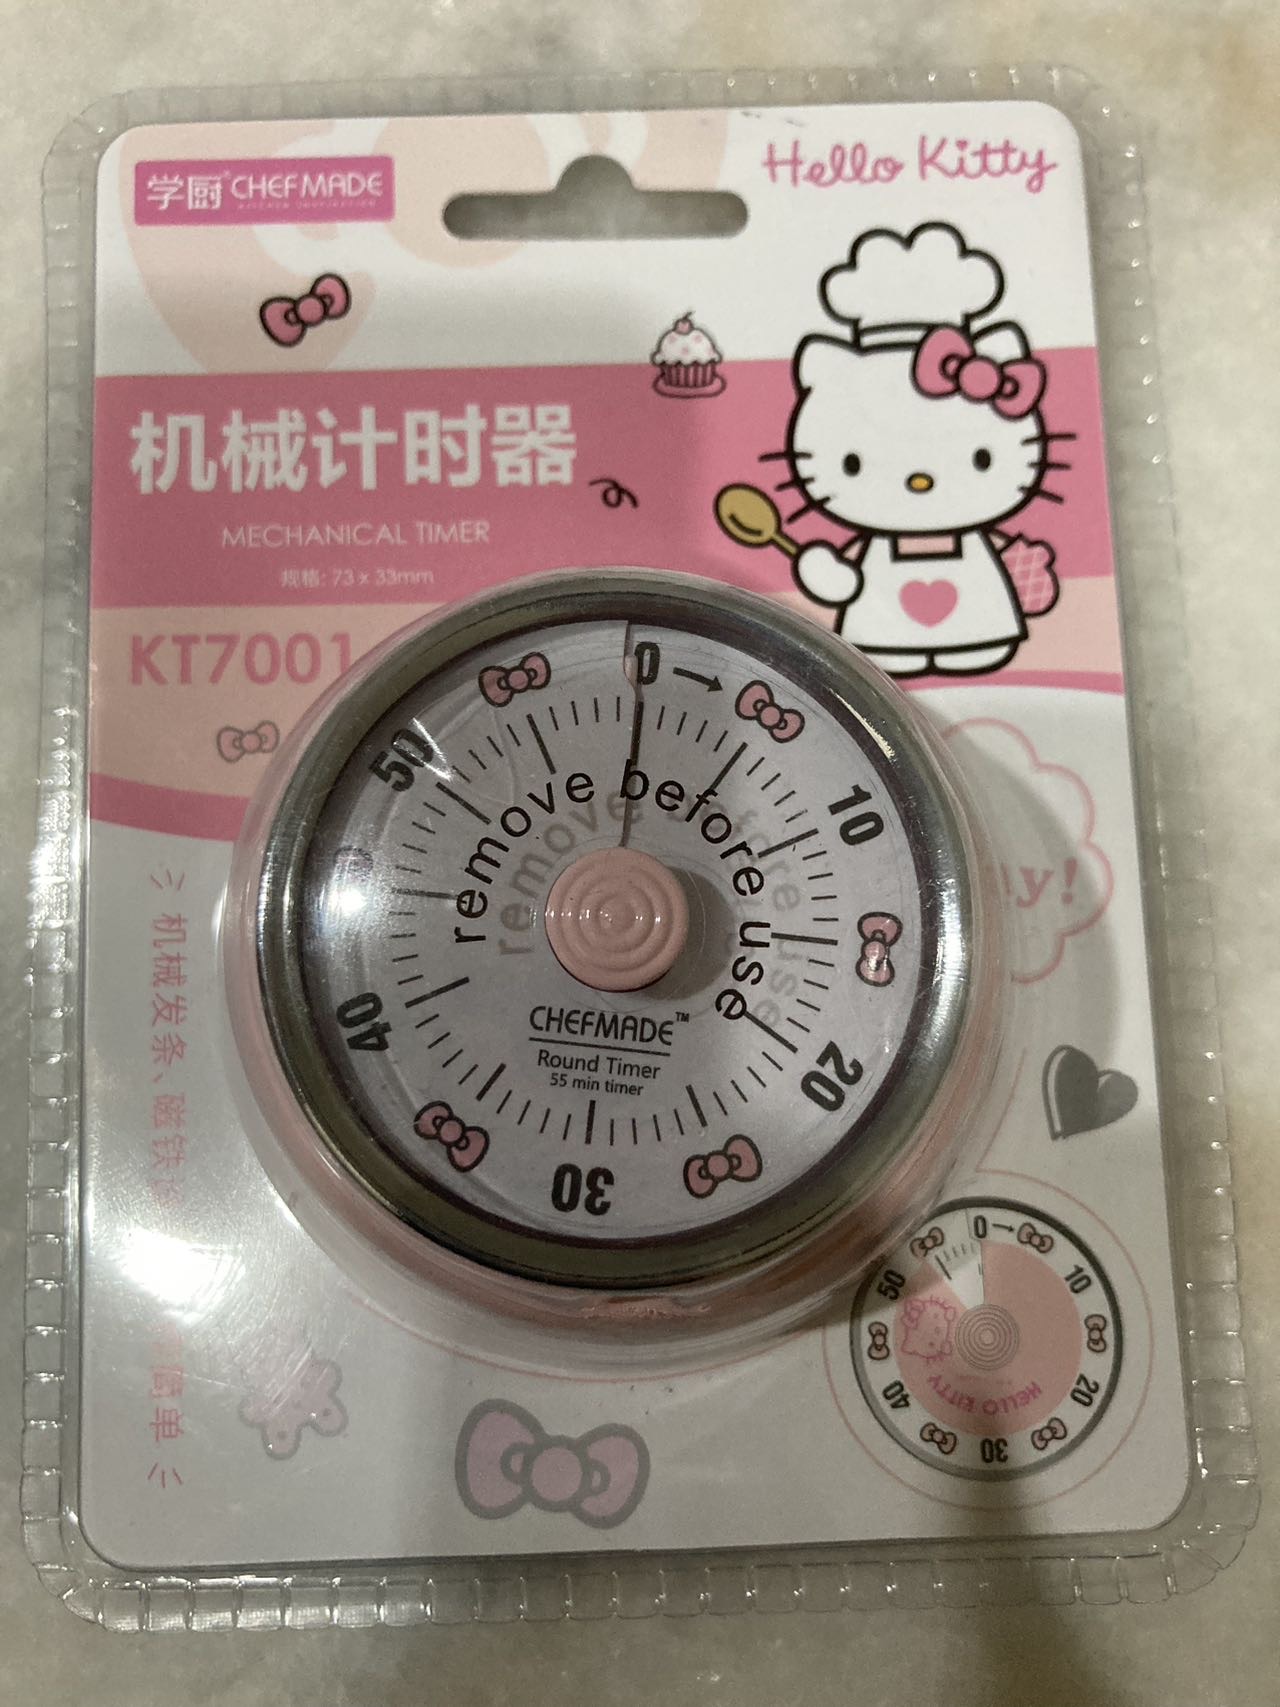 学厨 CHEFMADE
Hello Kitty
机械计时器
MECHANICAL TIMER
规格: 73 x 33mm
KT7001
0
10
20
30
40
50
remove before use
CHEFMADE™
Round Timer
55 min timer
机械发条、磁铁
厨单
y!
0
10
20
30
40
50
HELLO KITTY